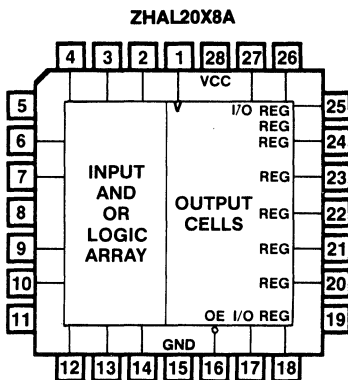 ZHAL20X8A
4 3 2 1 28 27 26
VCC
5 I/O REG 25
REG
6 REG 24
INPUT AND OR LOGIC ARRAY
OUTPUT CELLS
7 REG 23
8 REG 22
9 REG 21
10 REG 20
11 OE I/O REG 19
GND
12 13 14 15 16 17 18